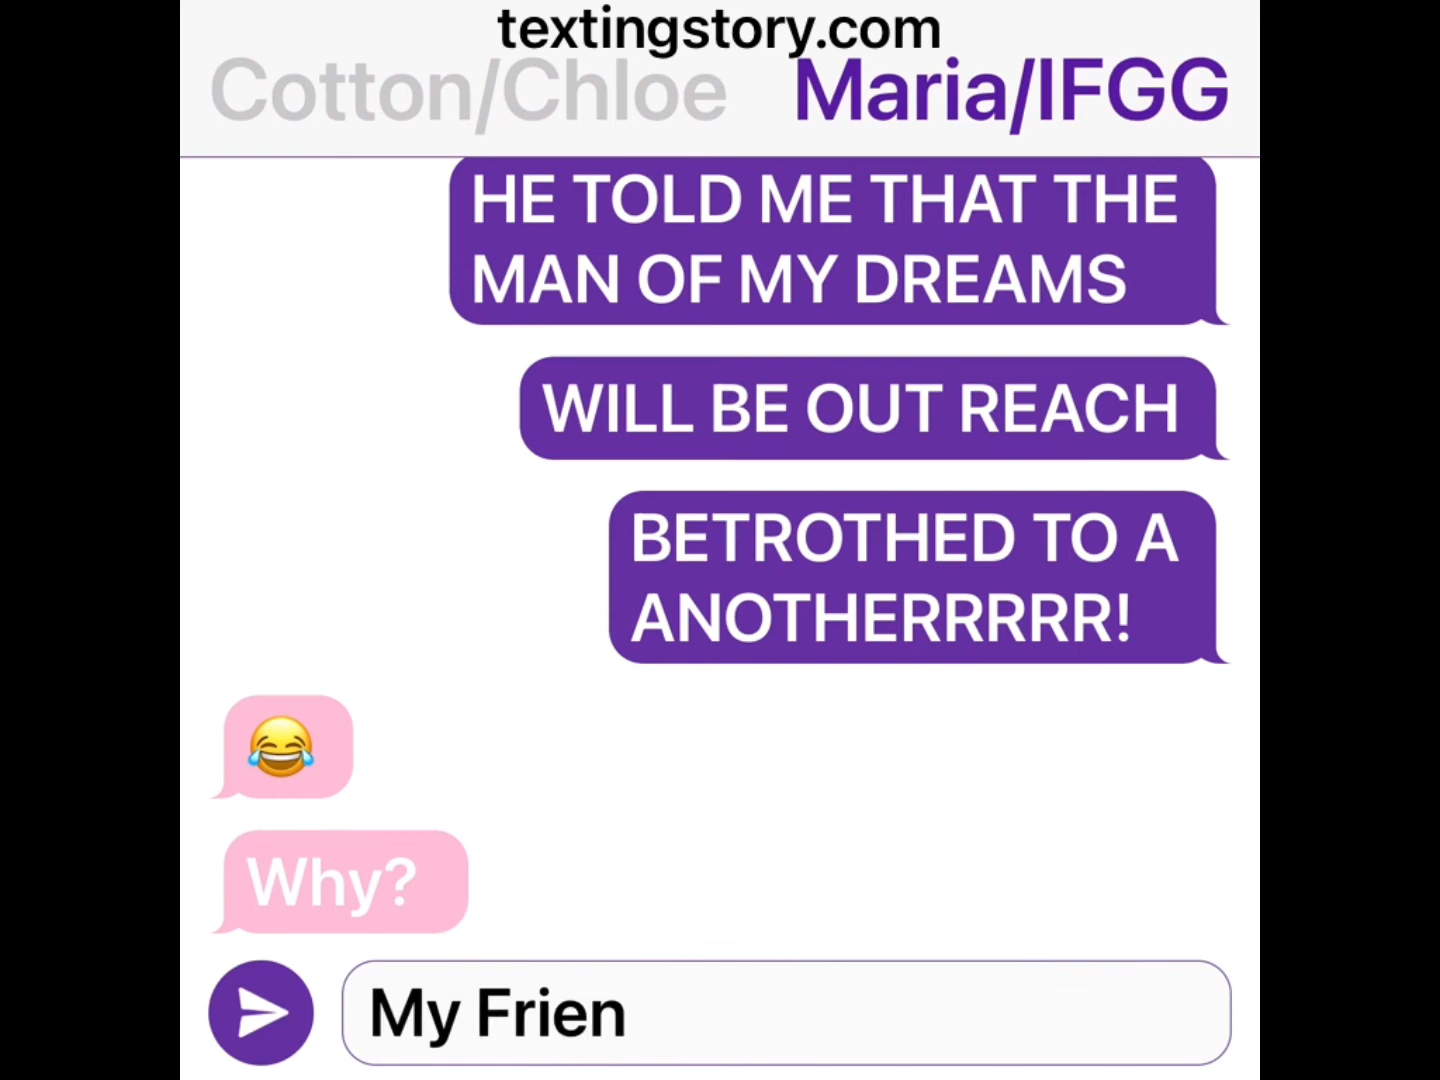 textingstory.com
Cotton/Chloe Maria/IFGG
HE TOLD ME THAT THE
MAN OF MY DREAMS
WILL BE OUT REACH
BETROTHED TO A
ANOTHERRRRR!
😂
Why?
My Frien